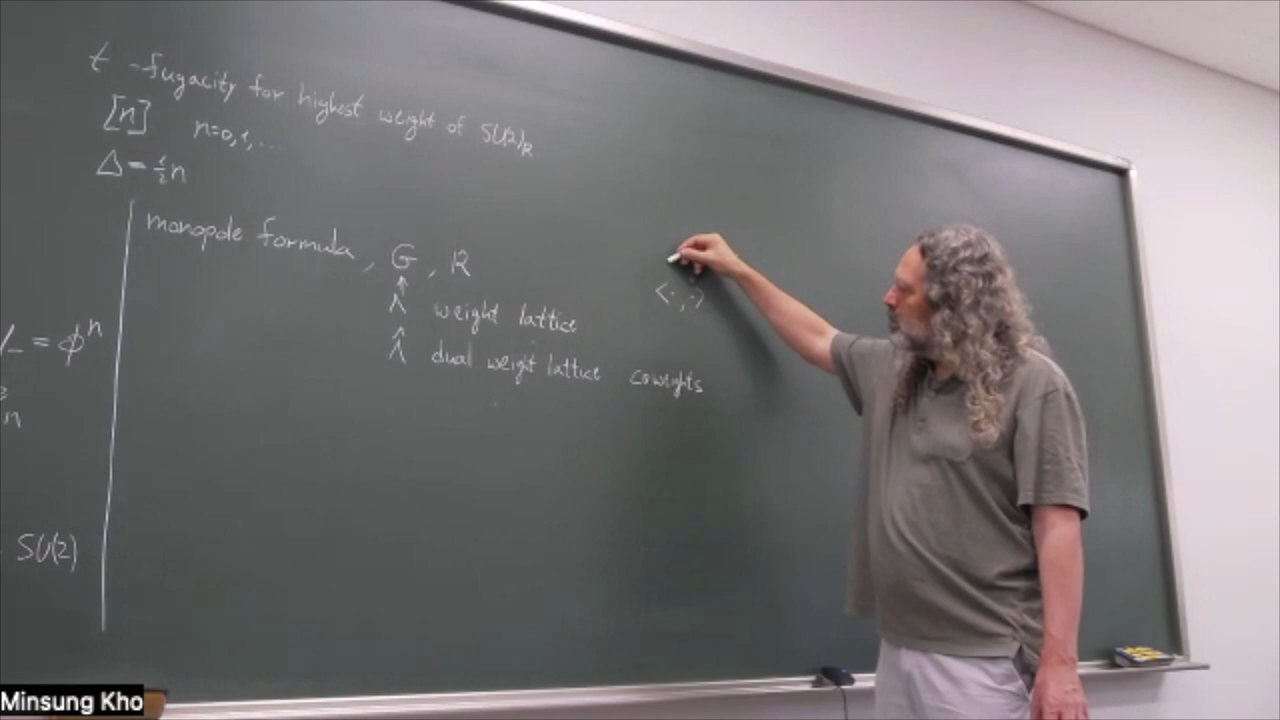 t - fugacity for highest weight of SU(2)_R
[n] n=0,1,...
Δ = ½n
monopole formula, G, R
↑
Λ weight lattice
Λ̂ dual weight lattice coweights
<·,·>
= φⁿ
n
SU(2)
Minsung Kho